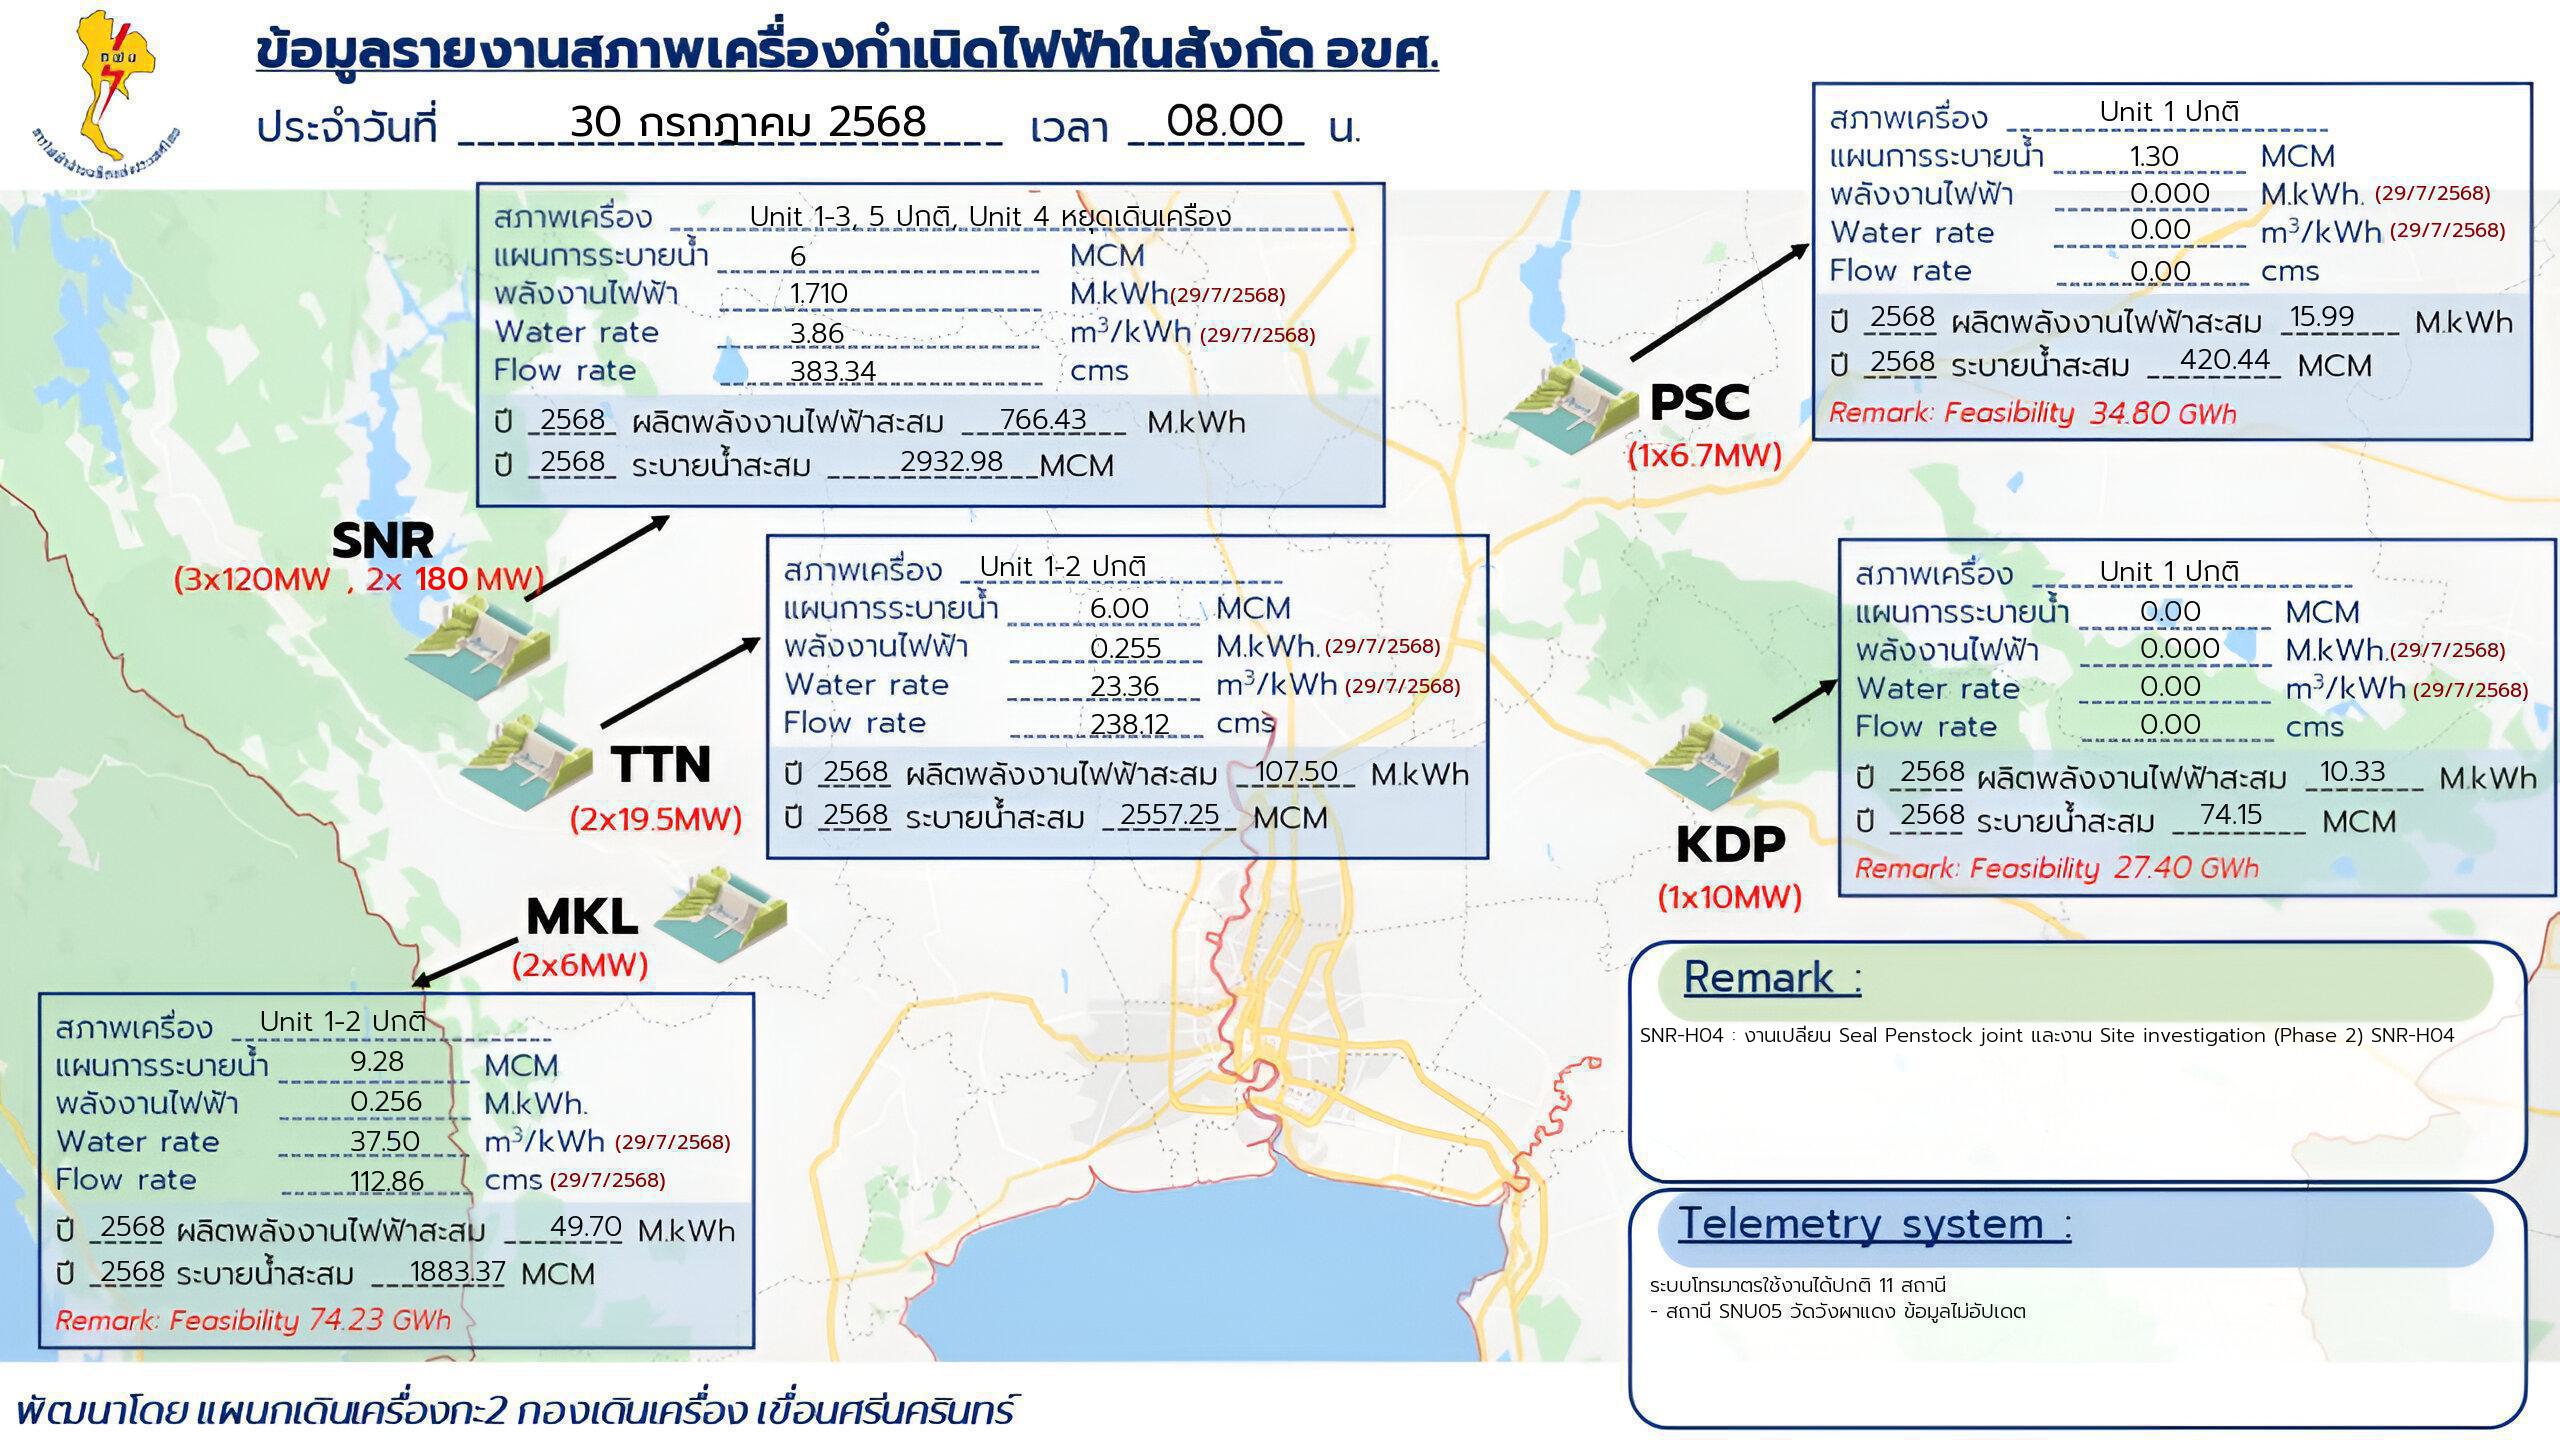 กฟผ
การไฟฟ้าฝ่ายผลิตแห่งประเทศไทย
ข้อมูลรายงานสภาพเครื่องกำเนิดไฟฟ้าในสังกัด อขศ.
ประจำวันที่ 30 กรกฎาคม 2568 เวลา 08.00 น.
สภาพเครื่อง Unit 1-3, 5 ปกติ, Unit 4 หยุดเดินเครื่อง
แผนการระบายน้ำ 6 MCM
พลังงานไฟฟ้า 1.710 M.kWh(29/7/2568)
Water rate 3.86 m³/kWh (29/7/2568)
Flow rate 383.34 cms
ปี 2568 ผลิตพลังงานไฟฟ้าสะสม 766.43 M.kWh
ปี 2568 ระบายน้ำสะสม 2932.98 MCM
SNR
(3x120MW , 2x 180 MW)
สภาพเครื่อง Unit 1 ปกติ
แผนการระบายน้ำ 1.30 MCM
พลังงานไฟฟ้า 0.000 M.kWh. (29/7/2568)
Water rate 0.00 m³/kWh (29/7/2568)
Flow rate 0.00 cms
ปี 2568 ผลิตพลังงานไฟฟ้าสะสม 15.99 M.kWh
ปี 2568 ระบายน้ำสะสม 420.44 MCM
Remark: Feasibility 34.80 GWh
PSC
(1x6.7MW)
สภาพเครื่อง Unit 1-2 ปกติ
แผนการระบายน้ำ 6.00 MCM
พลังงานไฟฟ้า 0.255 M.kWh. (29/7/2568)
Water rate 23.36 m³/kWh (29/7/2568)
Flow rate 238.12 cms
ปี 2568 ผลิตพลังงานไฟฟ้าสะสม 107.50 M.kWh
ปี 2568 ระบายน้ำสะสม 2557.25 MCM
TTN
(2x19.5MW)
สภาพเครื่อง Unit 1 ปกติ
แผนการระบายน้ำ 0.00 MCM
พลังงานไฟฟ้า 0.000 M.kWh.(29/7/2568)
Water rate 0.00 m³/kWh (29/7/2568)
Flow rate 0.00 cms
ปี 2568 ผลิตพลังงานไฟฟ้าสะสม 10.33 M.kWh
ปี 2568 ระบายน้ำสะสม 74.15 MCM
Remark: Feasibility 27.40 GWh
KDP
(1x10MW)
MKL
(2x6MW)
สภาพเครื่อง Unit 1-2 ปกติ
แผนการระบายน้ำ 9.28 MCM
พลังงานไฟฟ้า 0.256 M.kWh.
Water rate 37.50 m³/kWh (29/7/2568)
Flow rate 112.86 cms (29/7/2568)
ปี 2568 ผลิตพลังงานไฟฟ้าสะสม 49.70 M.kWh
ปี 2568 ระบายน้ำสะสม 1883.37 MCM
Remark: Feasibility 74.23 GWh
Remark :
SNR-H04 : งานเปลี่ยน Seal Penstock joint และงาน Site investigation (Phase 2) SNR-H04
Telemetry system :
ระบบโทรมาตรใช้งานได้ปกติ 11 สถานี
- สถานี SNU05 วัดวังผาแดง ข้อมูลไม่อัปเดต
พัฒนาโดย แผนกเดินเครื่องกะ2 กองเดินเครื่อง เขื่อนศรีนครินทร์